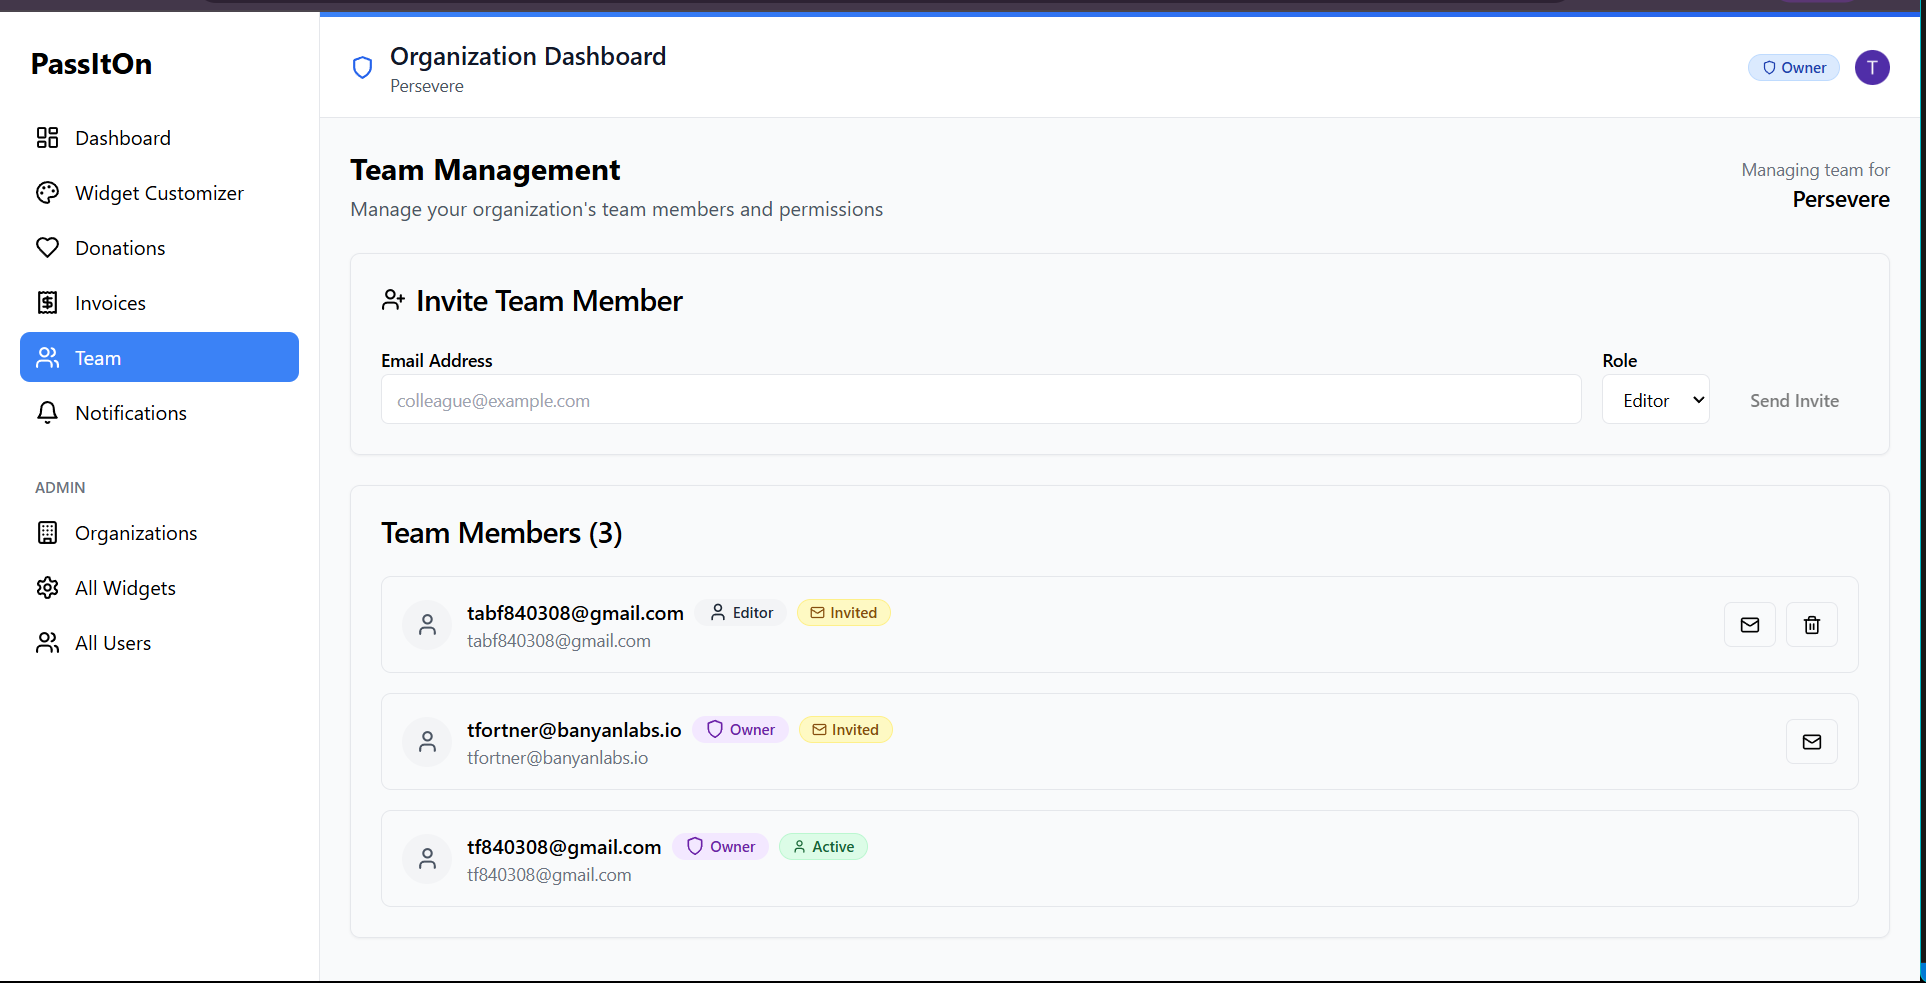 PassItOn
Dashboard
Widget Customizer
Donations
Invoices
Team
Notifications
ADMIN
Organizations
All Widgets
All Users
Organization Dashboard
Persevere
Owner
T
Team Management
Manage your organization's team members and permissions
Managing team for
Persevere
Invite Team Member
Email Address
colleague@example.com
Role
Editor
Send Invite
Team Members (3)
tabf840308@gmail.com Editor Invited
tabf840308@gmail.com
tfortner@banyanlabs.io Owner Invited
tfortner@banyanlabs.io
tf840308@gmail.com Owner Active
tf840308@gmail.com